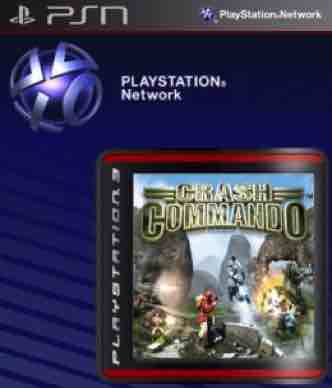 PSN
PlayStation®Network
PLAYSTATION®
Network
PLAYSTATION 3
CRASH
COMMANDO